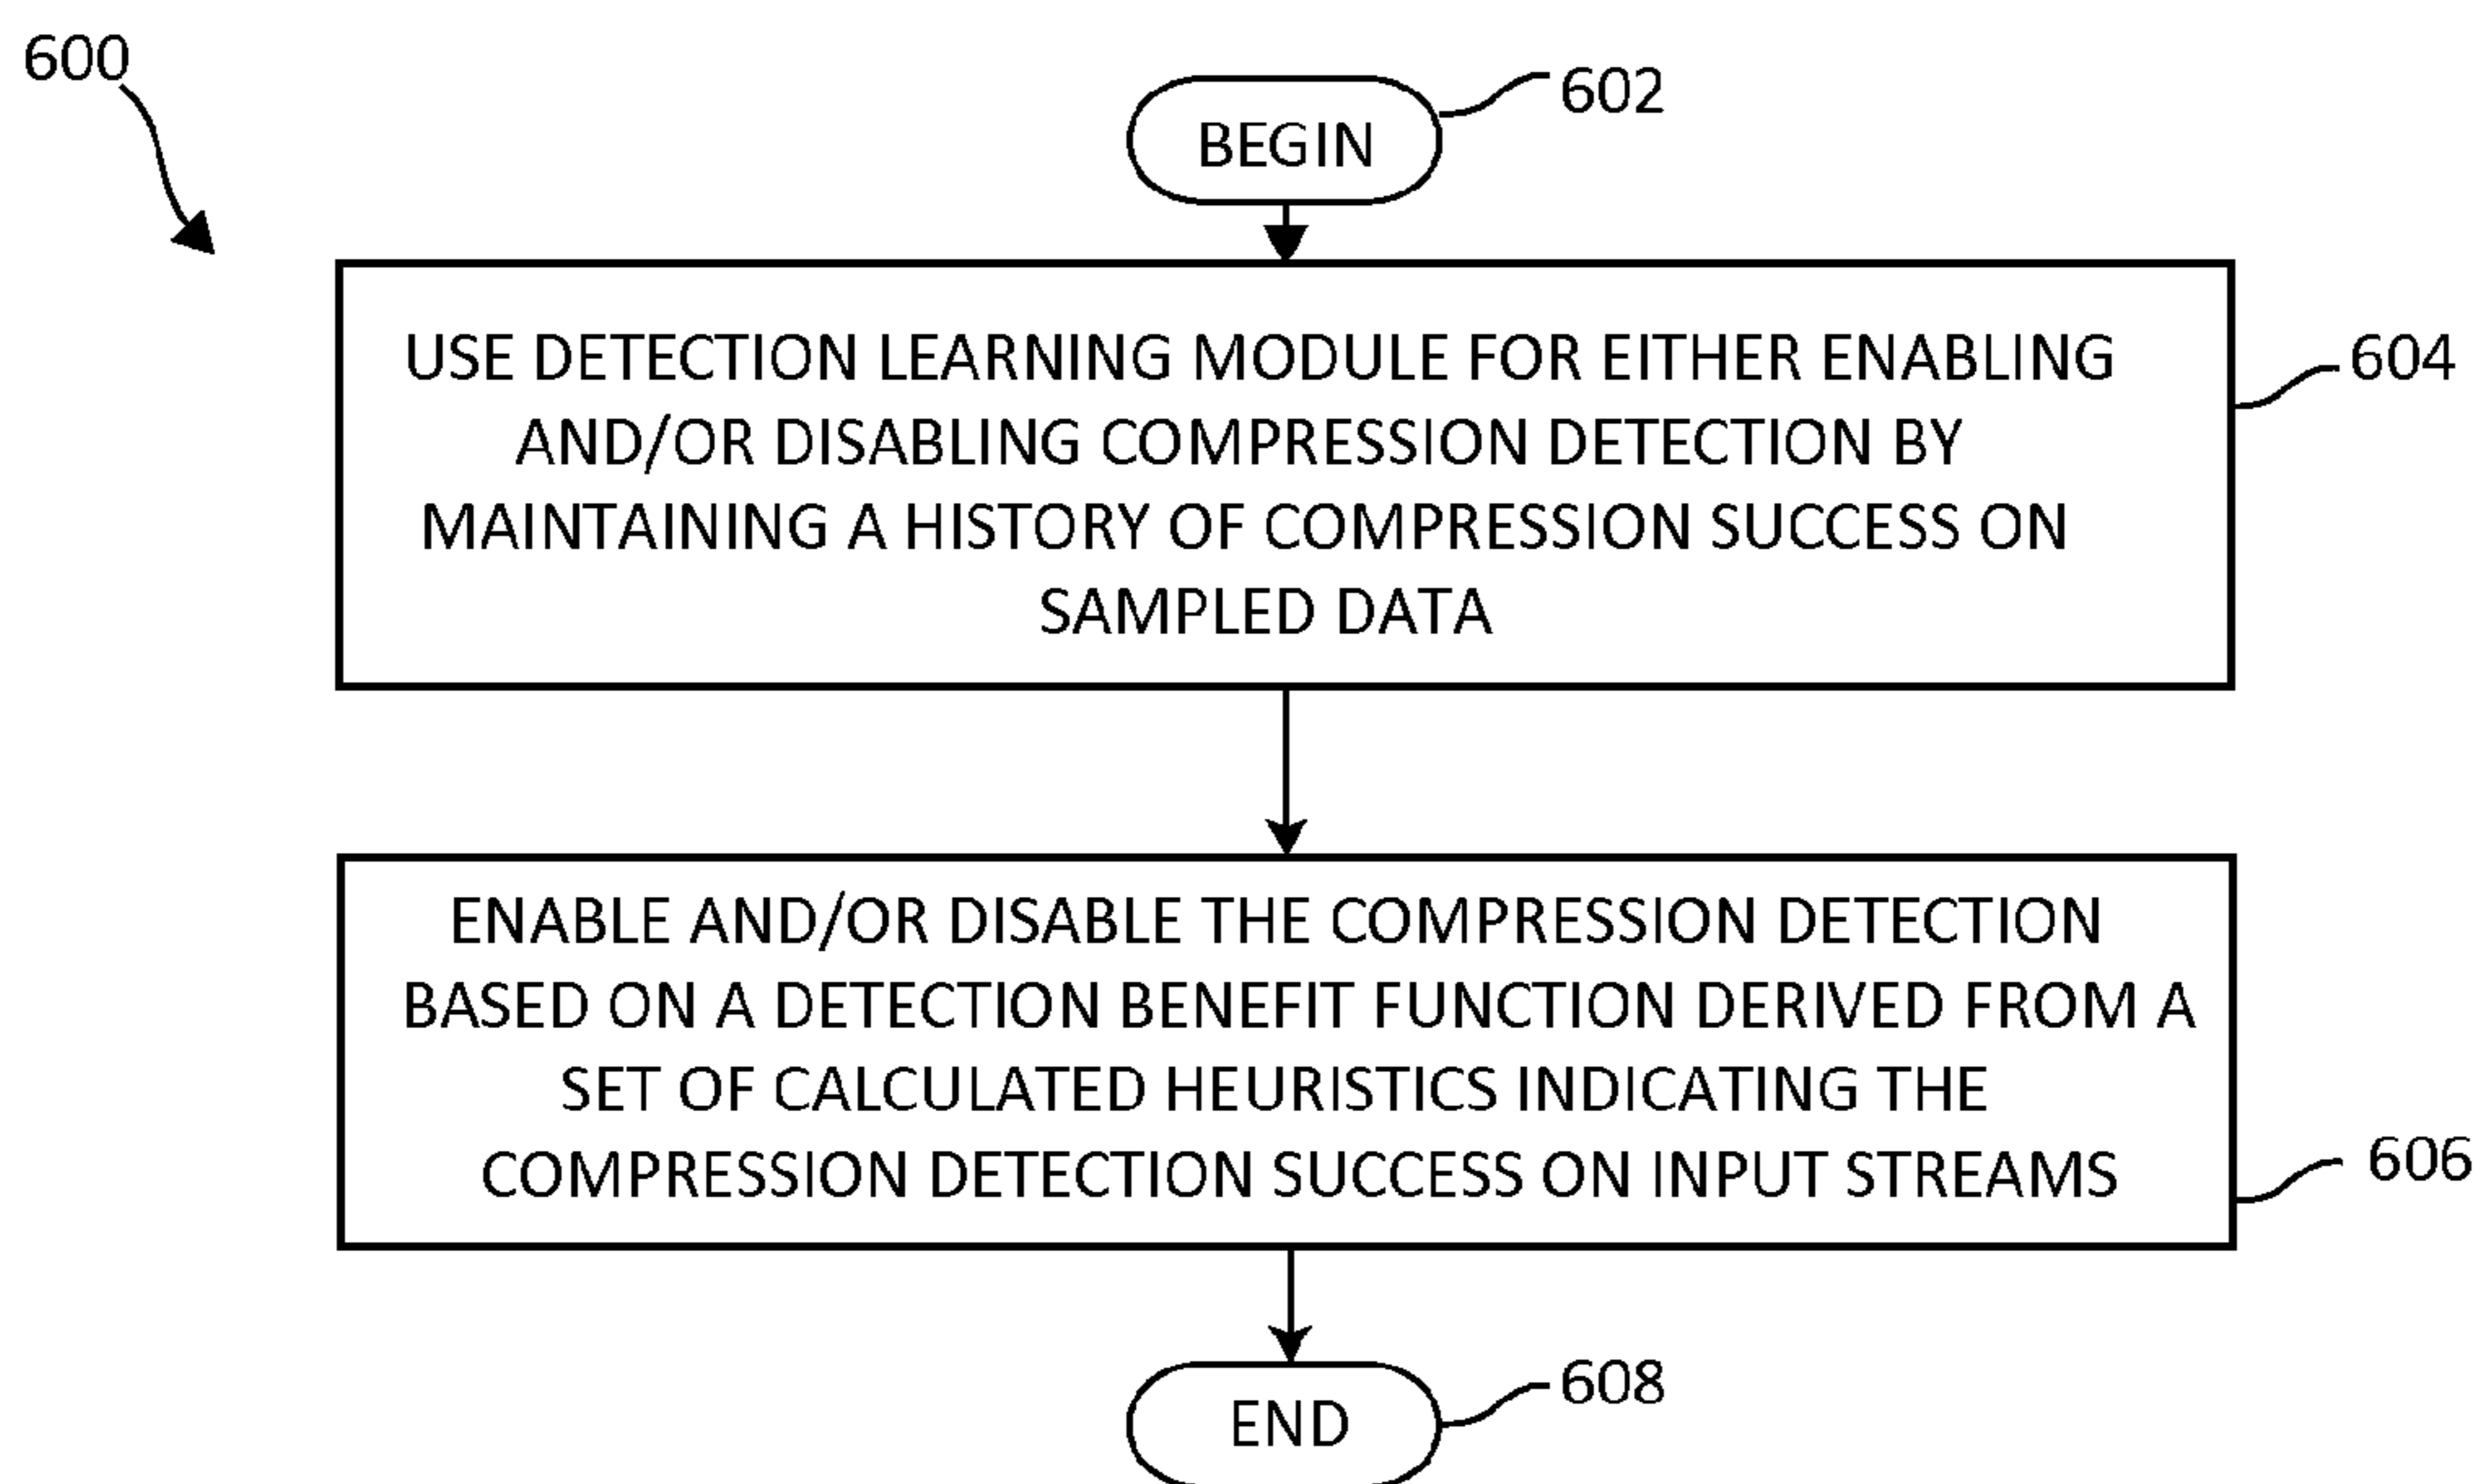 600
602
BEGIN
USE DETECTION LEARNING MODULE FOR EITHER ENABLING
AND/OR DISABLING COMPRESSION DETECTION BY
MAINTAINING A HISTORY OF COMPRESSION SUCCESS ON
SAMPLED DATA
604
ENABLE AND/OR DISABLE THE COMPRESSION DETECTION
BASED ON A DETECTION BENEFIT FUNCTION DERIVED FROM A
SET OF CALCULATED HEURISTICS INDICATING THE
COMPRESSION DETECTION SUCCESS ON INPUT STREAMS
606
END
608